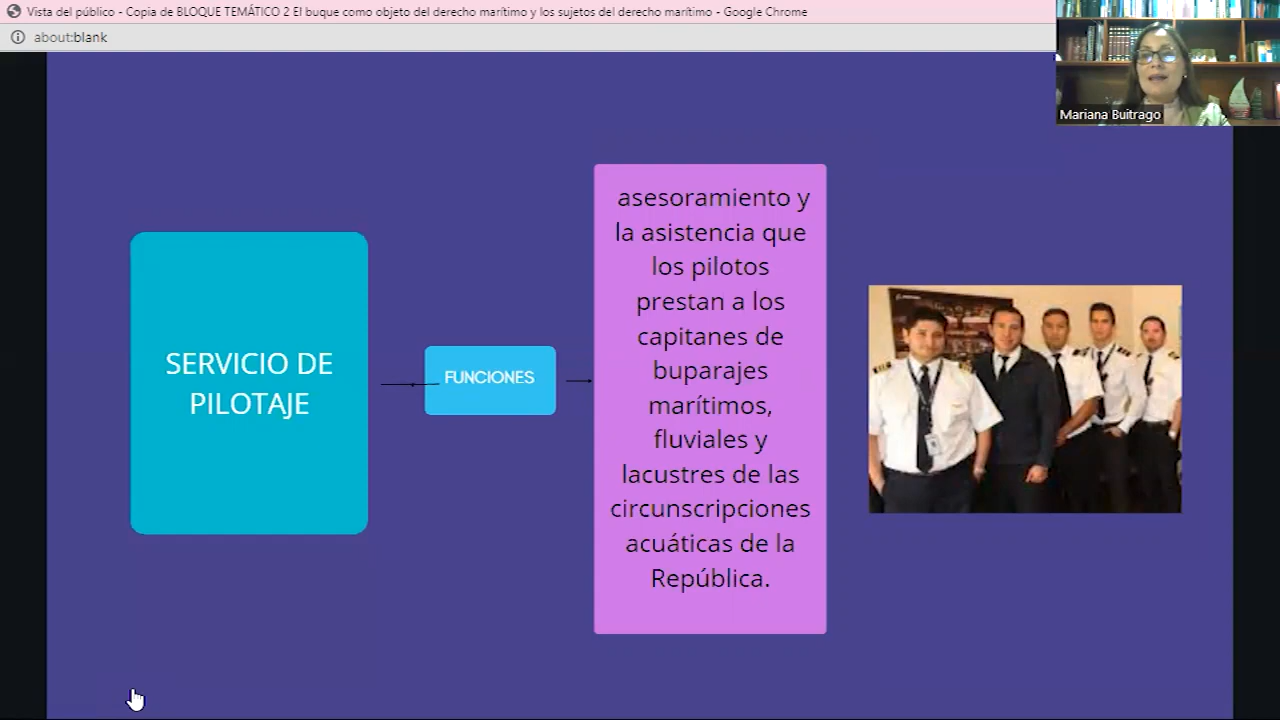 Vista del público - Copia de BLOQUE TEMÁTICO 2 El buque como objeto del derecho marítimo y los sujetos del derecho marítimo - Google Chrome
about:blank
Mariana Buitrago
SERVICIO DE
PILOTAJE
FUNCIONES
asesoramiento y
la asistencia que
los pilotos
prestan a los
capitanes de
buparajes
marítimos,
fluviales y
lacustres de las
circunscripciones
acuáticas de la
República.